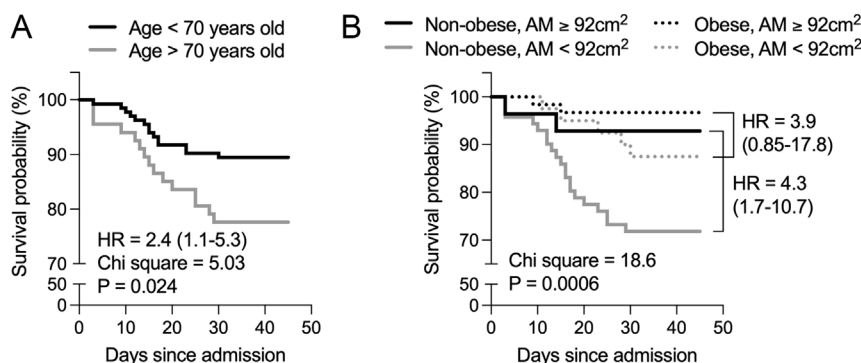 A
Age < 70 years old
Age > 70 years old
Survival probability (%)
100
90
80
70
50
0
HR = 2.4 (1.1-5.3)
Chi square = 5.03
P = 0.024
0 10 20 30 40 50
Days since admission
B
Non-obese, AM ≥ 92cm²
Non-obese, AM < 92cm²
Obese, AM ≥ 92cm²
Obese, AM < 92cm²
Survival probability (%)
100
90
80
70
50
0
HR = 3.9
(0.85-17.8)
HR = 4.3
(1.7-10.7)
Chi square = 18.6
P = 0.0006
0 10 20 30 40 50
Days since admission